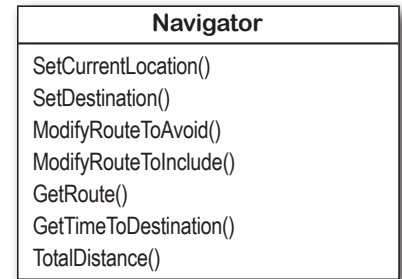 Navigator
SetCurrentLocation()
SetDestination()
ModifyRouteToAvoid()
ModifyRouteToInclude()
GetRoute()
GetTimeToDestination()
TotalDistance()